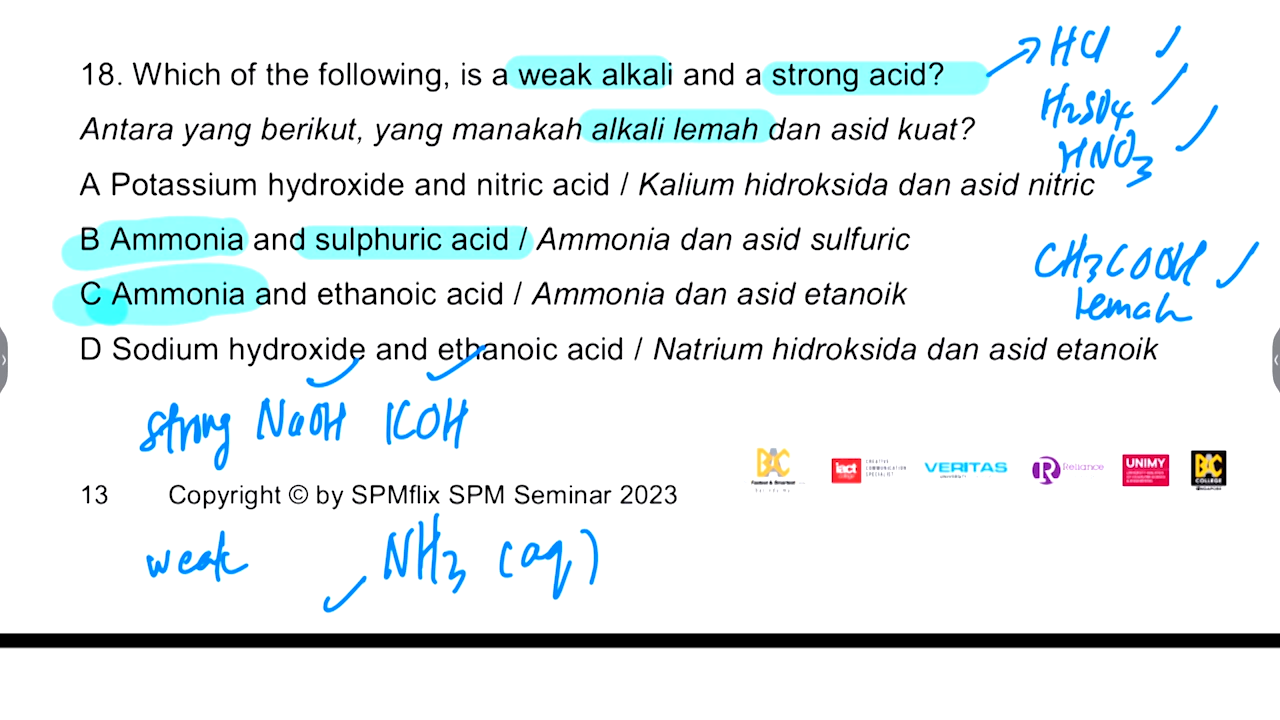 18. Which of the following, is a weak alkali and a strong acid?
HCl
Antara yang berikut, yang manakah alkali lemah dan asid kuat?
H2SO4
HNO3
A Potassium hydroxide and nitric acid / Kalium hidroksida dan asid nitric
B Ammonia and sulphuric acid / Ammonia dan asid sulfuric
CH3COOH
lemah
C Ammonia and ethanoic acid / Ammonia dan asid etanoik
D Sodium hydroxide and ethanoic acid / Natrium hidroksida dan asid etanoik
strong NaOH KOH
BAC
iact
VERITAS
Reliance
UNIMY
BAC
COLLEGE
13 Copyright © by SPMflix SPM Seminar 2023
weak NH3 (aq)